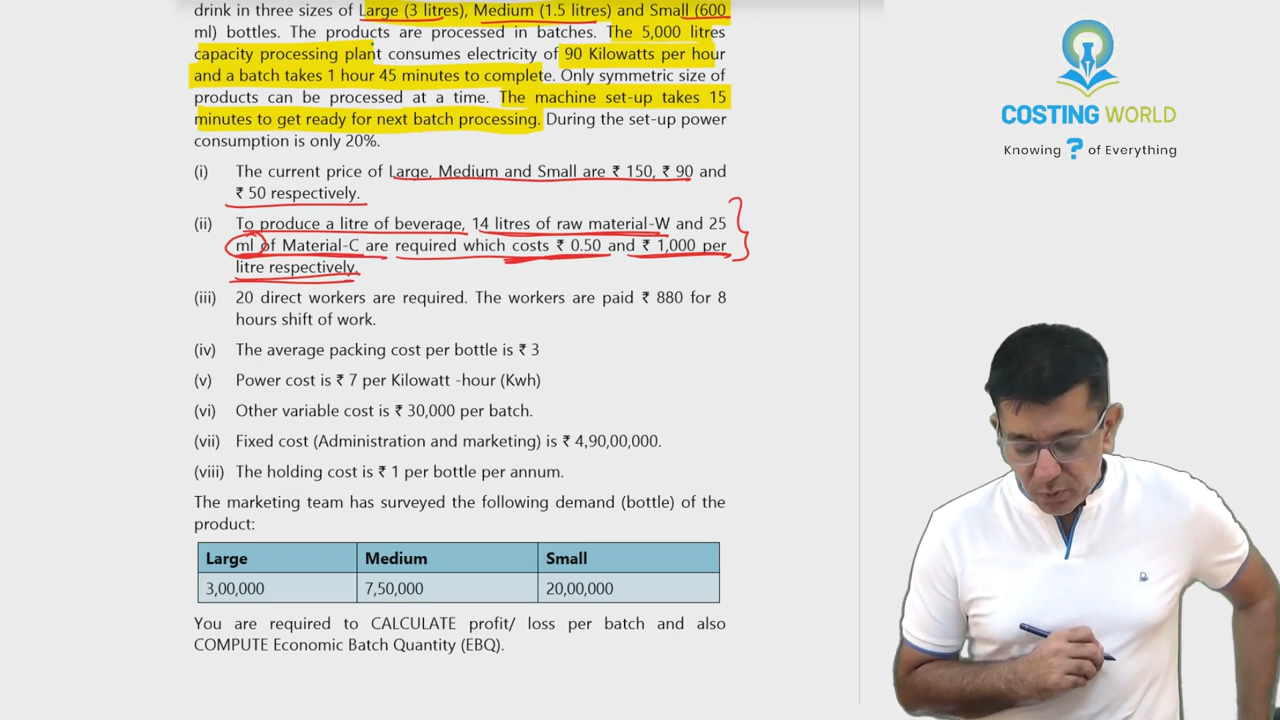 drink in three sizes of Large (3 litres), Medium (1.5 litres) and Small (600
ml) bottles. The products are processed in batches. The 5,000 litres
capacity processing plant consumes electricity of 90 Kilowatts per hour
and a batch takes 1 hour 45 minutes to complete. Only symmetric size of
products can be processed at a time. The machine set-up takes 15
minutes to get ready for next batch processing. During the set-up power
consumption is only 20%.
(i) The current price of Large, Medium and Small are ₹ 150, ₹ 90 and
₹ 50 respectively.
(ii) To produce a litre of beverage, 14 litres of raw material-W and 25
ml of Material-C are required which costs ₹ 0.50 and ₹ 1,000 per
litre respectively.
(iii) 20 direct workers are required. The workers are paid ₹ 880 for 8
hours shift of work.
(iv) The average packing cost per bottle is ₹ 3
(v) Power cost is ₹ 7 per Kilowatt -hour (Kwh)
(vi) Other variable cost is ₹ 30,000 per batch.
(vii) Fixed cost (Administration and marketing) is ₹ 4,90,00,000.
(viii) The holding cost is ₹ 1 per bottle per annum.
The marketing team has surveyed the following demand (bottle) of the
product:
Large Medium Small
3,00,000 7,50,000 20,00,000
You are required to CALCULATE profit/ loss per batch and also
COMPUTE Economic Batch Quantity (EBQ).
COSTING WORLD
Knowing ? of Everything